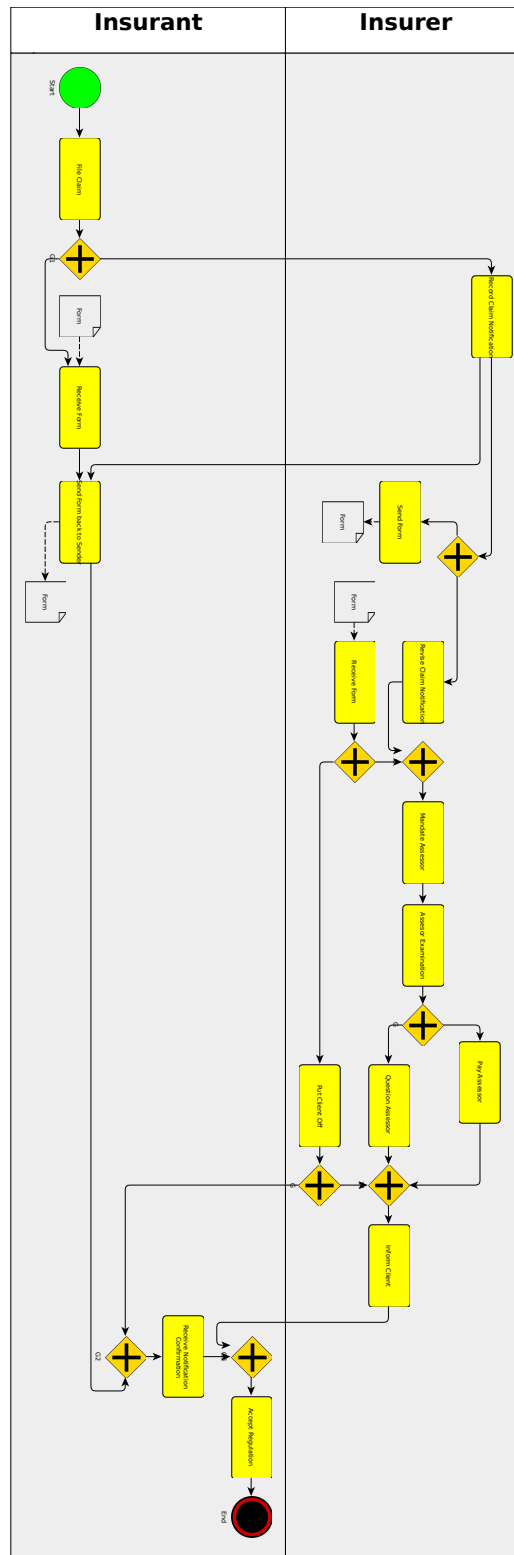 Insurant
Insurer
Start
File Claim
G1
Record Claim Notification
Form
Receive Form
Send Form back to Sender
Form
Send Form
Form
Form
Receive Form
Revise Claim Notification
Mandate Assessor
Assesor Examination
G
Pay Assessor
Question Assessor
Put Client Off
G
Inform Client
Receive Notification
Confirmation
G2
Accept Regulation
End